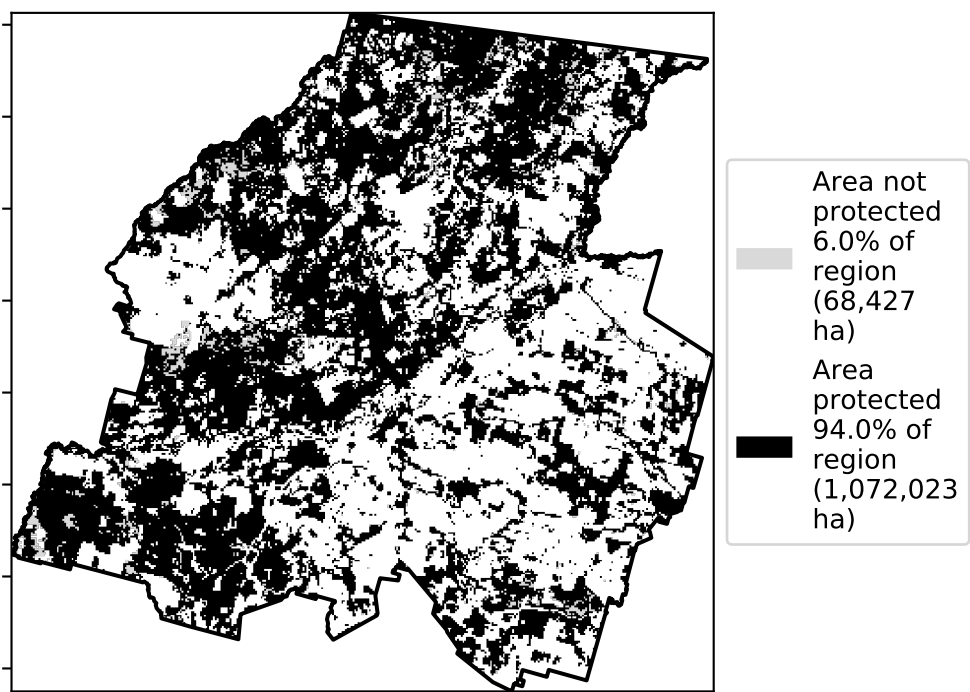 Area not
protected
6.0% of
region
(68,427
ha)
Area
protected
94.0% of
region
(1,072,023
ha)